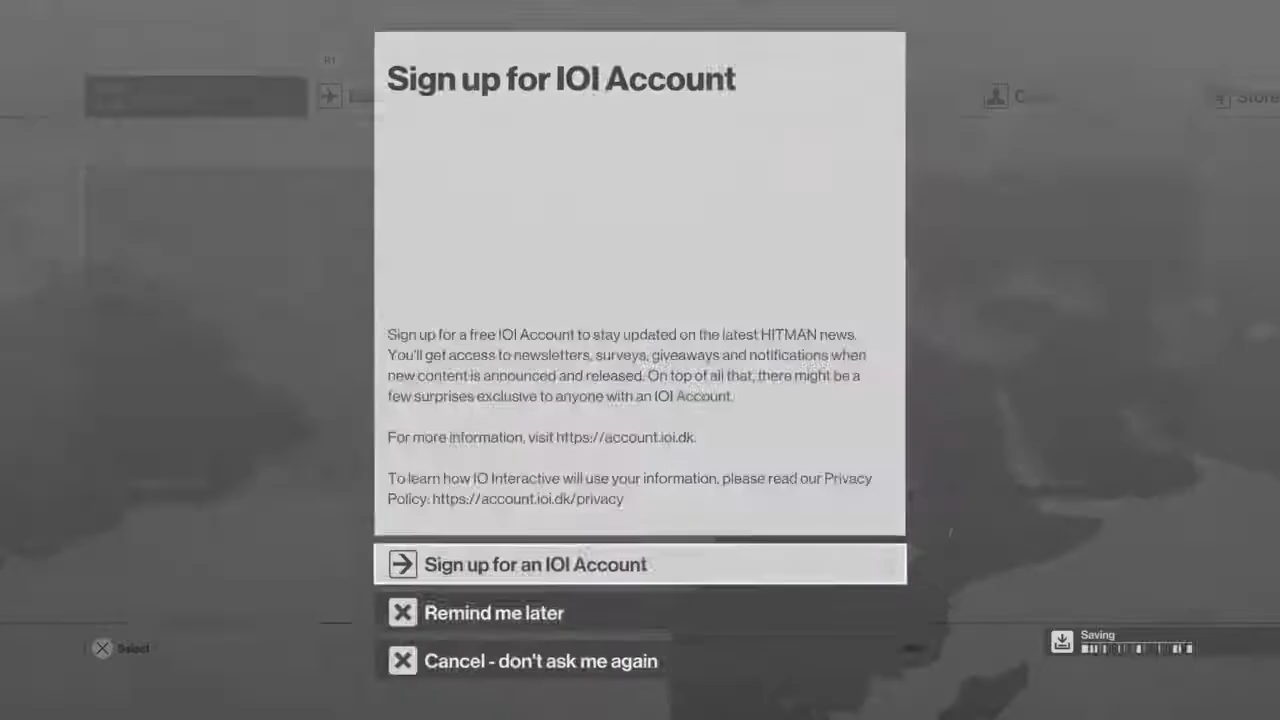 Sign up for IOI Account
R1
Store
Sign up for a free IOI Account to stay updated on the latest HITMAN news.
You'll get access to newsletters, surveys, giveaways and notifications when
new content is announced and released. On top of all that, there might be a
few surprises exclusive to anyone with an IOI Account.
For more information, visit https://account.ioi.dk.
To learn how IO Interactive will use your information, please read our Privacy
Policy: https://account.ioi.dk/privacy
Sign up for an IOI Account
Remind me later
Cancel - don't ask me again
Select
Saving